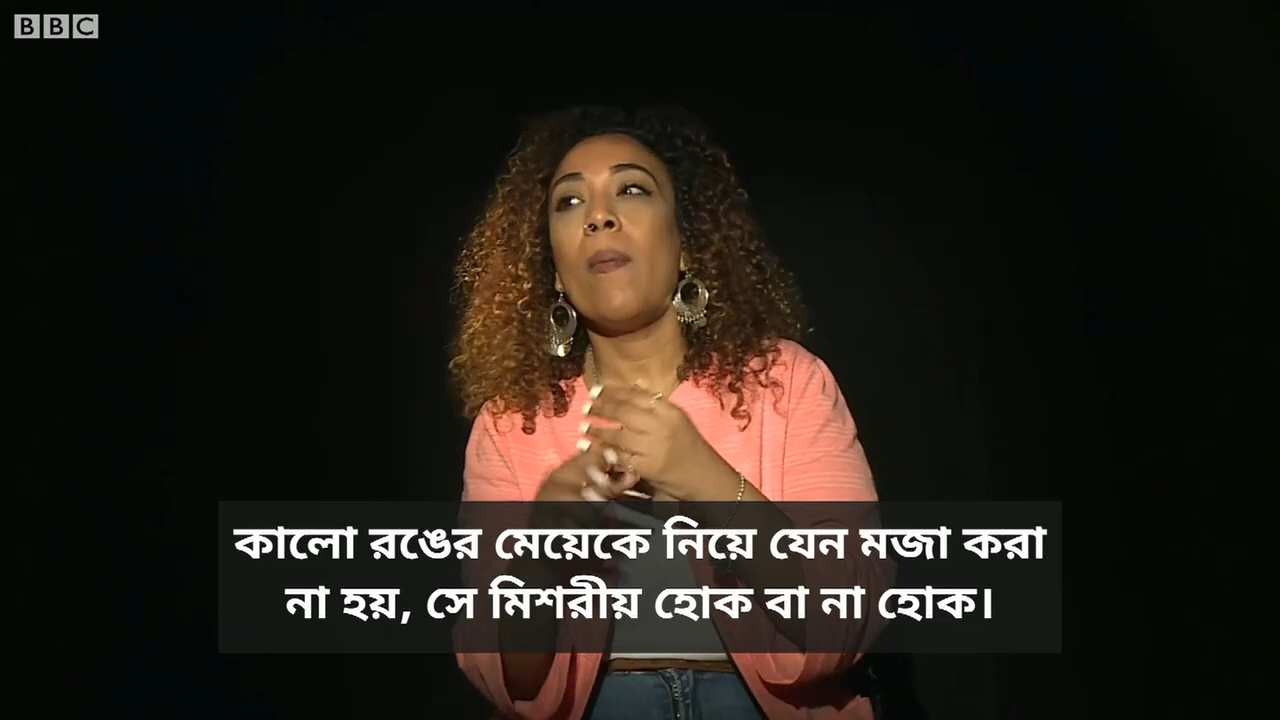 BBC
কালো রঙের মেয়েকে নিয়ে যেন মজা করা
না হয়, সে মিশরীয় হোক বা না হোক।